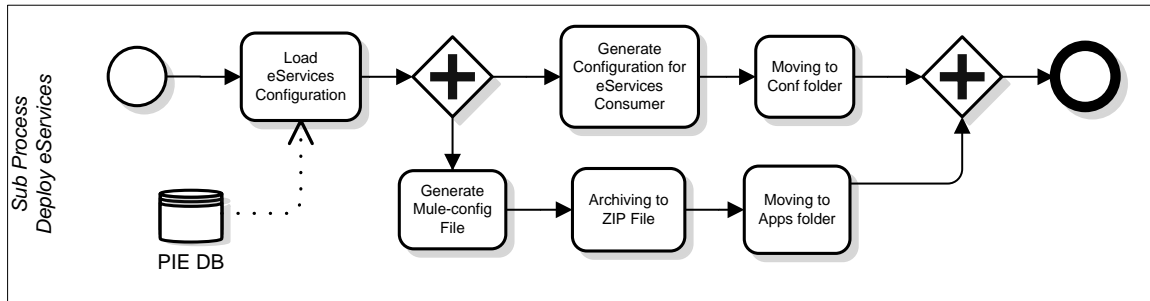 Sub Process
Deploy eServices
Load
eServices
Configuration
Generate
Configuration for
eServices
Consumer
Moving to
Conf folder
Generate
Mule-config
File
Archiving to
ZIP File
Moving to
Apps folder
PIE DB